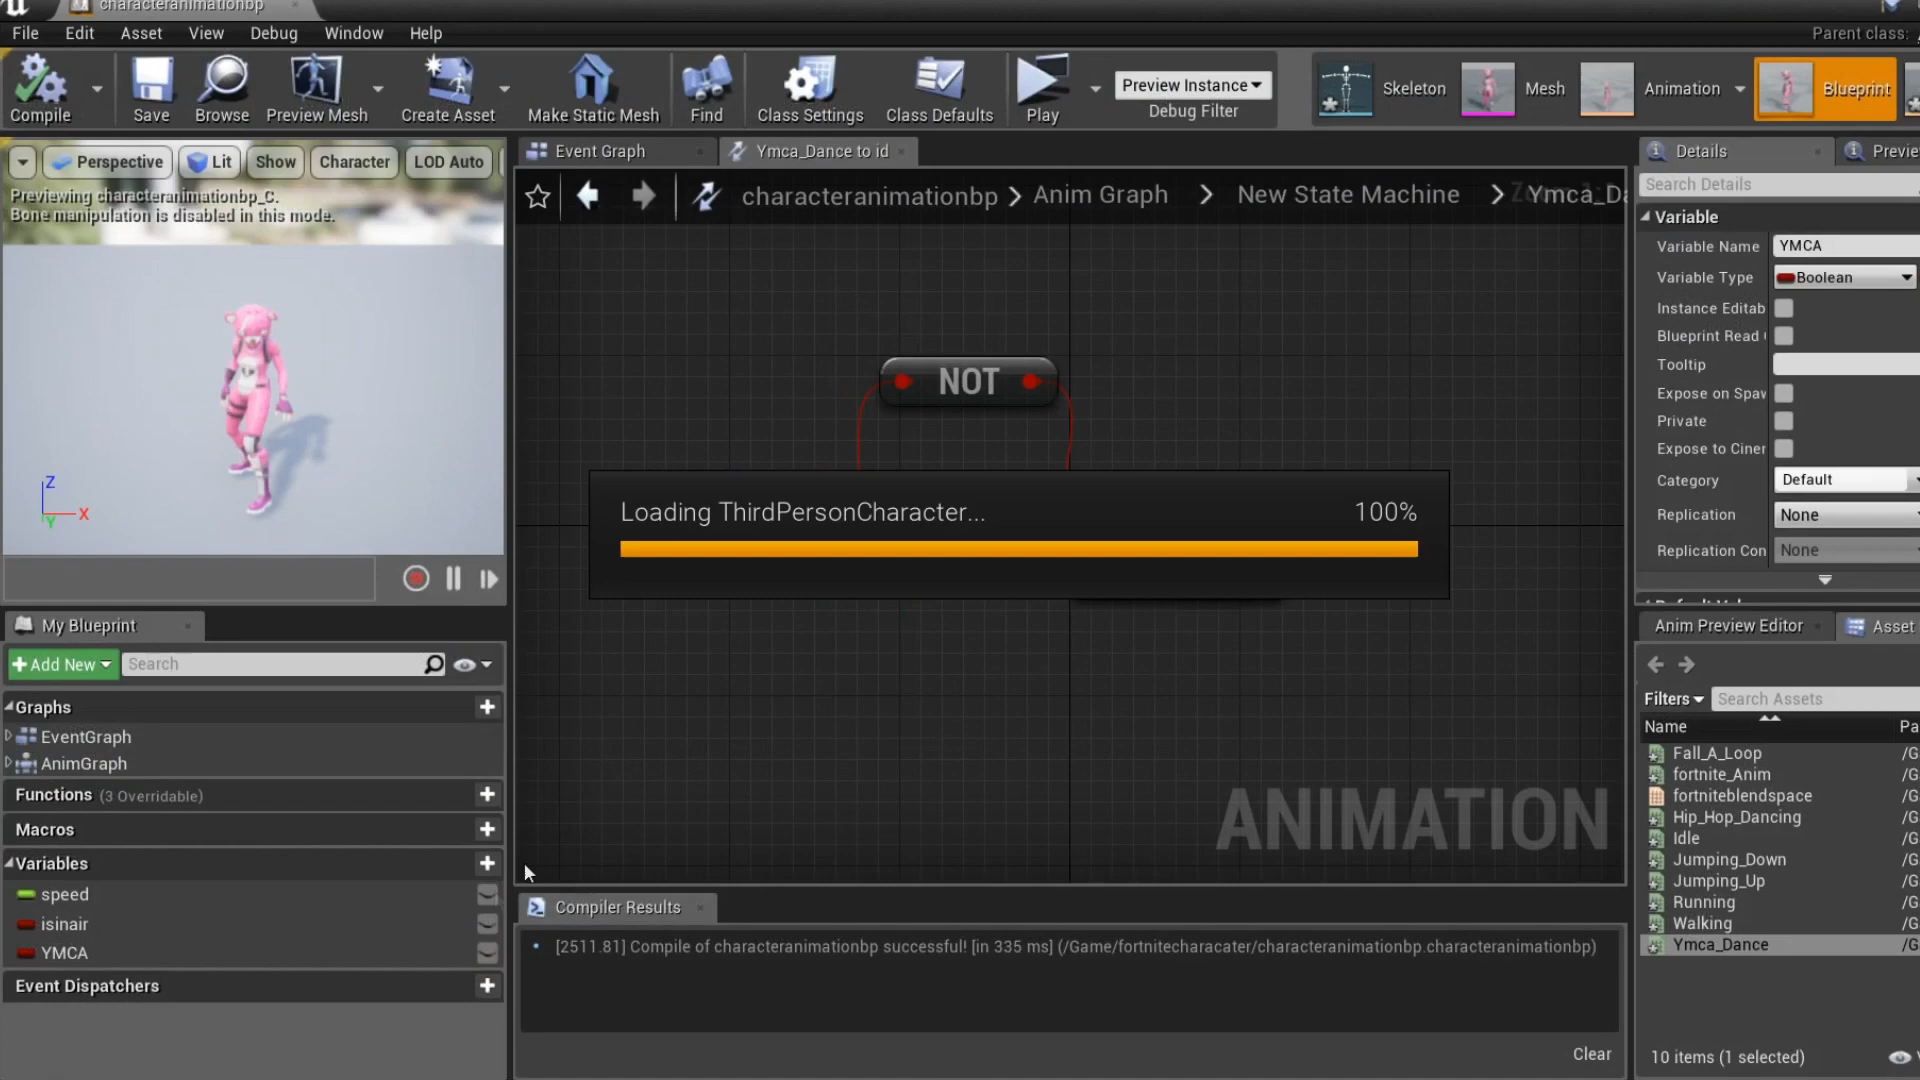 characteranimationbp
File Edit Asset View Debug Window Help
Parent class:
Compile Save Browse Preview Mesh Create Asset Make Static Mesh Find Class Settings Class Defaults Play
Preview Instance
Debug Filter
Skeleton Mesh Animation Blueprint
Perspective Lit Show Character LOD Auto
Previewing characteranimationbp_C.
Bone manipulation is disabled in this mode.
Z
X
Y
Event Graph Ymca_Dance to id
characteranimationbp > Anim Graph > New State Machine > Ymca_Da
NOT
Loading ThirdPersonCharacter... 100%
ANIMATION
My Blueprint
+ Add New Search
Graphs
EventGraph
AnimGraph
Functions (3 Overridable)
Macros
Variables
speed
isinair
YMCA
Event Dispatchers
Compiler Results
[2511.81] Compile of characteranimationbp successful! [in 335 ms] (/Game/fortnitecharacater/characteranimationbp.characteranimationbp)
Clear
Details Previe
Search Details
Variable
Variable Name YMCA
Variable Type Boolean
Instance Editab
Blueprint Read
Tooltip
Expose on Spaw
Private
Expose to Ciner
Category Default
Replication None
Replication Con None
Anim Preview Editor Asset
Filters Search Assets
Name Pa
Fall_A_Loop /G
fortnite_Anim /G
fortniteblendspace /G
Hip_Hop_Dancing /G
Idle /G
Jumping_Down /G
Jumping_Up /G
Running /G
Walking /G
Ymca_Dance /G
10 items (1 selected)